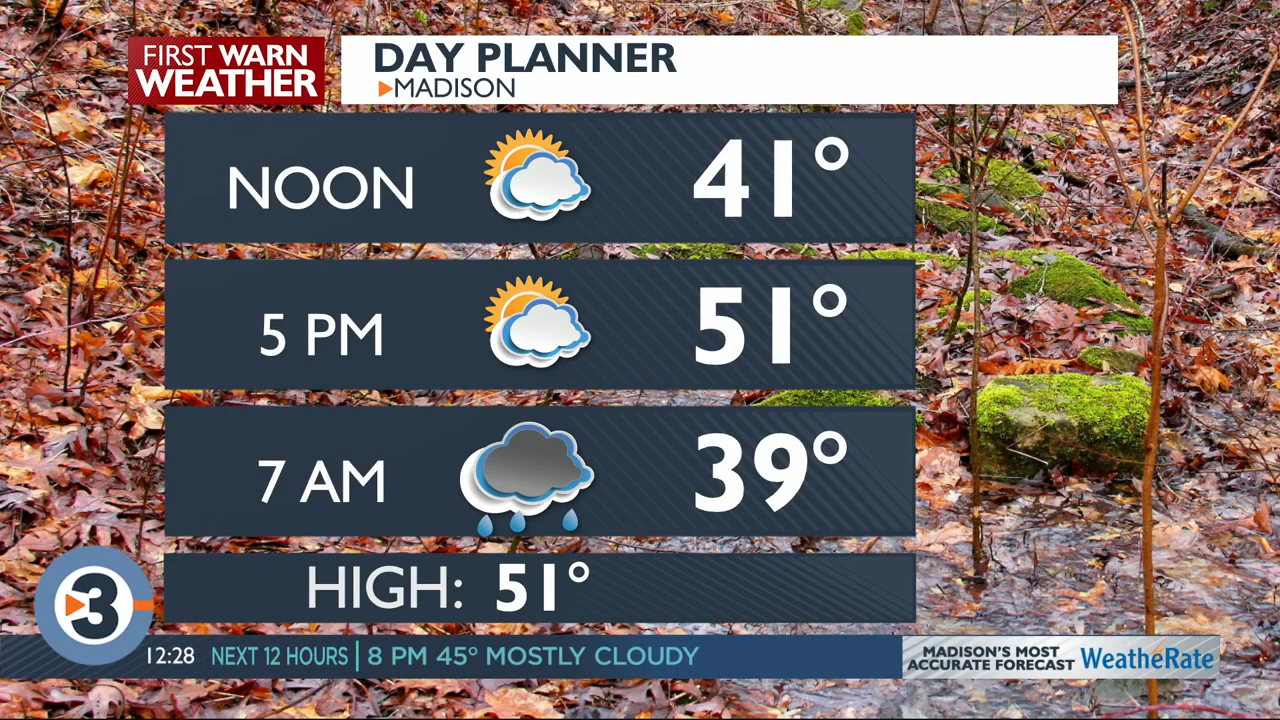 FIRST WARN
WEATHER
DAY PLANNER
MADISON
NOON 41°
5 PM 51°
7 AM 39°
HIGH: 51°
3
12:28 NEXT 12 HOURS | 8 PM 45° MOSTLY CLOUDY
MADISON'S MOST
ACCURATE FORECAST WeatheRate